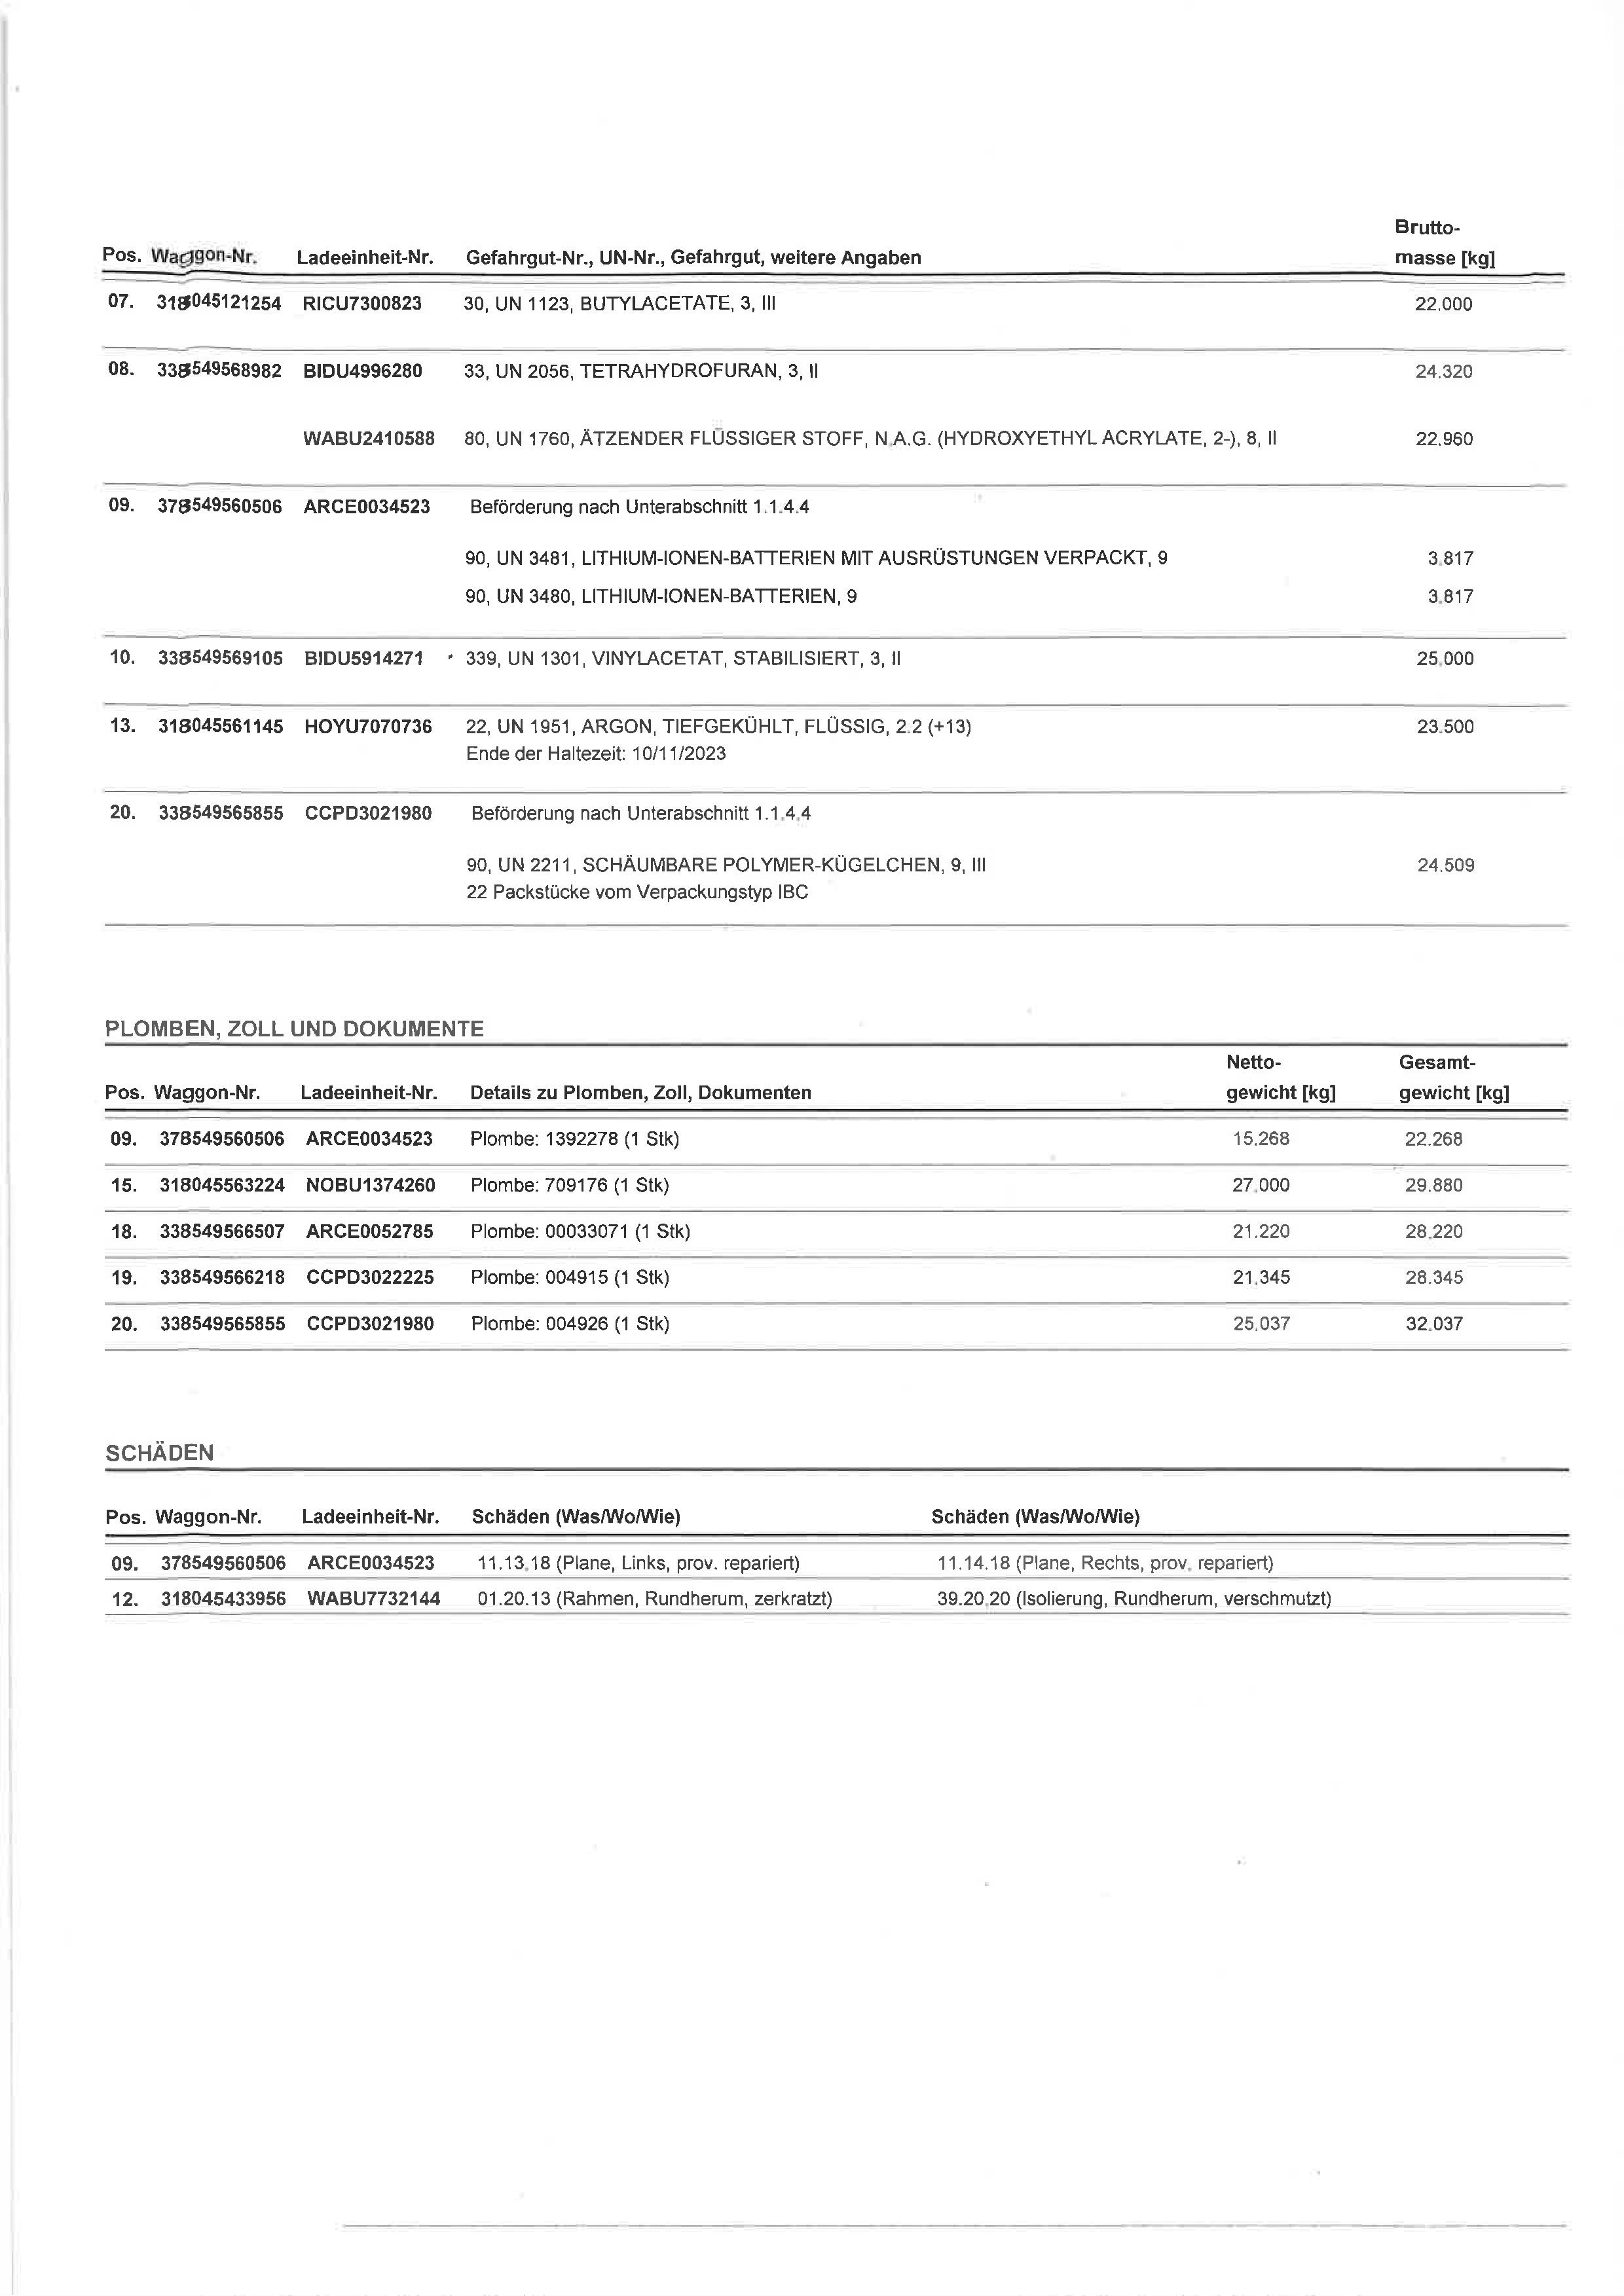 Brutto-
Pos. Waggon-Nr. Ladeeinheit-Nr. Gefahrgut-Nr., UN-Nr., Gefahrgut, weitere Angaben masse [kg]
07. 318045121254 RICU7300823 30, UN 1123, BUTYLACETATE, 3, III 22.000
08. 338549568982 BIDU4996280 33, UN 2056, TETRAHYDROFURAN, 3, II 24.320
WABU2410588 80, UN 1760, ÄTZENDER FLÜSSIGER STOFF, N.A.G. (HYDROXYETHYL ACRYLATE, 2-), 8, II 22.960
09. 378549560506 ARCE0034523 Beförderung nach Unterabschnitt 1.1.4.4
90, UN 3481, LITHIUM-IONEN-BATTERIEN MIT AUSRÜSTUNGEN VERPACKT, 9 3.817
90, UN 3480, LITHIUM-IONEN-BATTERIEN, 9 3.817
10. 338549569105 BIDU5914271 339, UN 1301, VINYLACETAT, STABILISIERT, 3, II 25.000
13. 318045561145 HOYU7070736 22, UN 1951, ARGON, TIEFGEKÜHLT, FLÜSSIG, 2.2 (+13) 23.500
Ende der Haltezeit: 10/11/2023
20. 338549565855 CCPD3021980 Beförderung nach Unterabschnitt 1.1.4.4
90, UN 2211, SCHÄUMBARE POLYMER-KÜGELCHEN, 9, III 24.509
22 Packstücke vom Verpackungstyp IBC
PLOMBEN, ZOLL UND DOKUMENTE
Netto- Gesamt-
Pos. Waggon-Nr. Ladeeinheit-Nr. Details zu Plomben, Zoll, Dokumenten gewicht [kg] gewicht [kg]
09. 378549560506 ARCE0034523 Plombe: 1392278 (1 Stk) 15.268 22.268
15. 318045563224 NOBU1374260 Plombe: 709176 (1 Stk) 27.000 29.880
18. 338549566507 ARCE0052785 Plombe: 00033071 (1 Stk) 21.220 28.220
19. 338549566218 CCPD3022225 Plombe: 004915 (1 Stk) 21.345 28.345
20. 338549565855 CCPD3021980 Plombe: 004926 (1 Stk) 25.037 32.037
SCHÄDEN
Pos. Waggon-Nr. Ladeeinheit-Nr. Schäden (Was/Wo/Wie) Schäden (Was/Wo/Wie)
09. 378549560506 ARCE0034523 11.13.18 (Plane, Links, prov. repariert) 11.14.18 (Plane, Rechts, prov. repariert)
12. 318045433956 WABU7732144 01.20.13 (Rahmen, Rundherum, zerkratzt) 39.20.20 (Isolierung, Rundherum, verschmutzt)